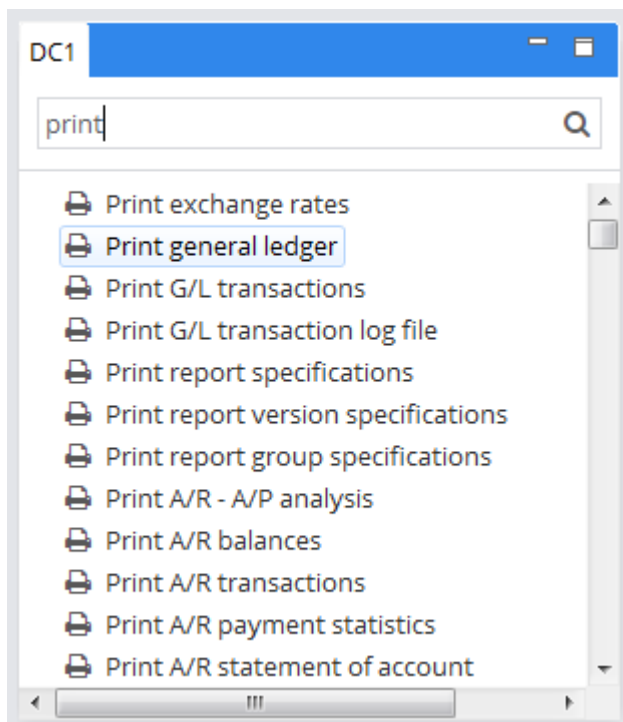 DC1
print
Print exchange rates
Print general ledger
Print G/L transactions
Print G/L transaction log file
Print report specifications
Print report version specifications
Print report group specifications
Print A/R - A/P analysis
Print A/R balances
Print A/R transactions
Print A/R payment statistics
Print A/R statement of account